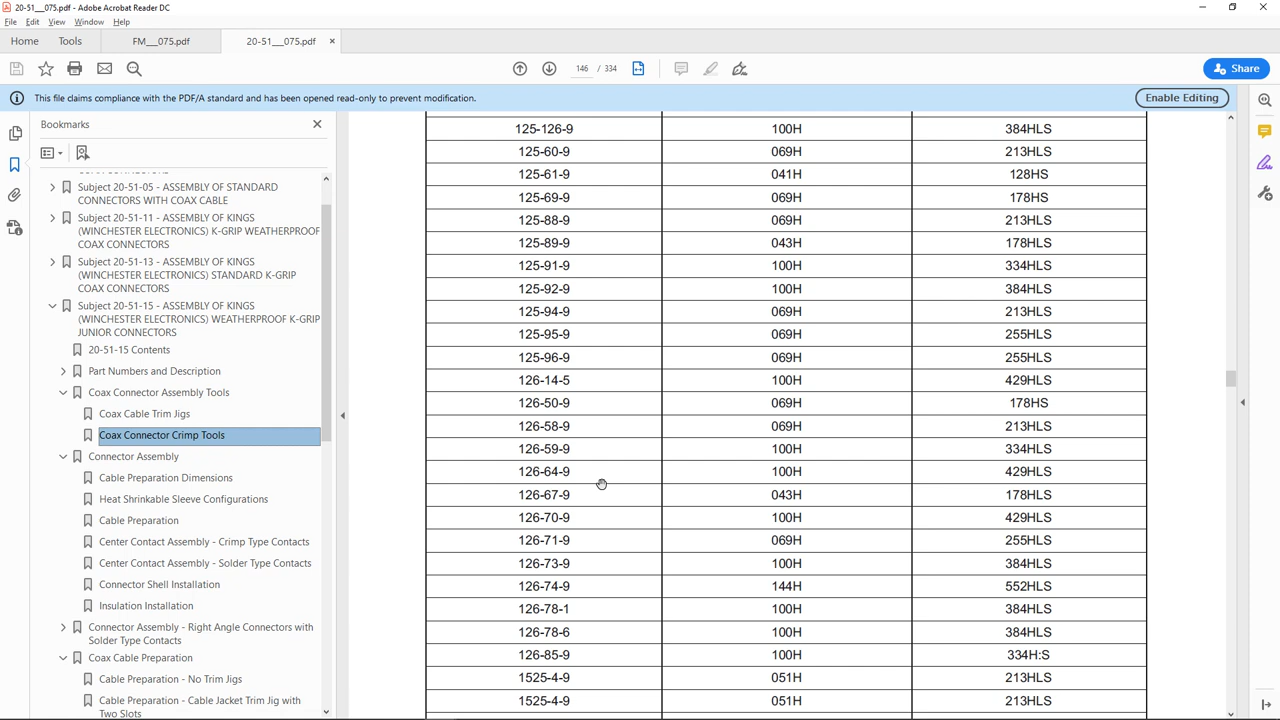 20-51___075.pdf - Adobe Acrobat Reader DC
File Edit View Window Help
Home Tools FM___075.pdf 20-51___075.pdf ×
146 / 334 Share
This file claims compliance with the PDF/A standard and has been opened read-only to prevent modification. Enable Editing
Bookmarks
Subject 20-51-05 - ASSEMBLY OF STANDARD
CONNECTORS WITH COAX CABLE
Subject 20-51-11 - ASSEMBLY OF KINGS
(WINCHESTER ELECTRONICS) K-GRIP WEATHERPROOF
COAX CONNECTORS
Subject 20-51-13 - ASSEMBLY OF KINGS
(WINCHESTER ELECTRONICS) STANDARD K-GRIP
COAX CONNECTORS
Subject 20-51-15 - ASSEMBLY OF KINGS
(WINCHESTER ELECTRONICS) WEATHERPROOF K-GRIP
JUNIOR CONNECTORS
20-51-15 Contents
Part Numbers and Description
Coax Connector Assembly Tools
Coax Cable Trim Jigs
Coax Connector Crimp Tools
Connector Assembly
Cable Preparation Dimensions
Heat Shrinkable Sleeve Configurations
Cable Preparation
Center Contact Assembly - Crimp Type Contacts
Center Contact Assembly - Solder Type Contacts
Connector Shell Installation
Insulation Installation
Connector Assembly - Right Angle Connectors with
Solder Type Contacts
Coax Cable Preparation
Cable Preparation - No Trim Jigs
Cable Preparation - Cable Jacket Trim Jig with
Two Slots
125-126-9 100H 384HLS
125-60-9 069H 213HLS
125-61-9 041H 128HS
125-69-9 069H 178HS
125-88-9 069H 213HLS
125-89-9 043H 178HLS
125-91-9 100H 334HLS
125-92-9 100H 384HLS
125-94-9 069H 213HLS
125-95-9 069H 255HLS
125-96-9 069H 255HLS
126-14-5 100H 429HLS
126-50-9 069H 178HS
126-58-9 069H 213HLS
126-59-9 100H 334HLS
126-64-9 100H 429HLS
126-67-9 043H 178HLS
126-70-9 100H 429HLS
126-71-9 069H 255HLS
126-73-9 100H 384HLS
126-74-9 144H 552HLS
126-78-1 100H 384HLS
126-78-6 100H 384HLS
126-85-9 100H 334H:S
1525-4-9 051H 213HLS
1525-4-9 051H 213HLS